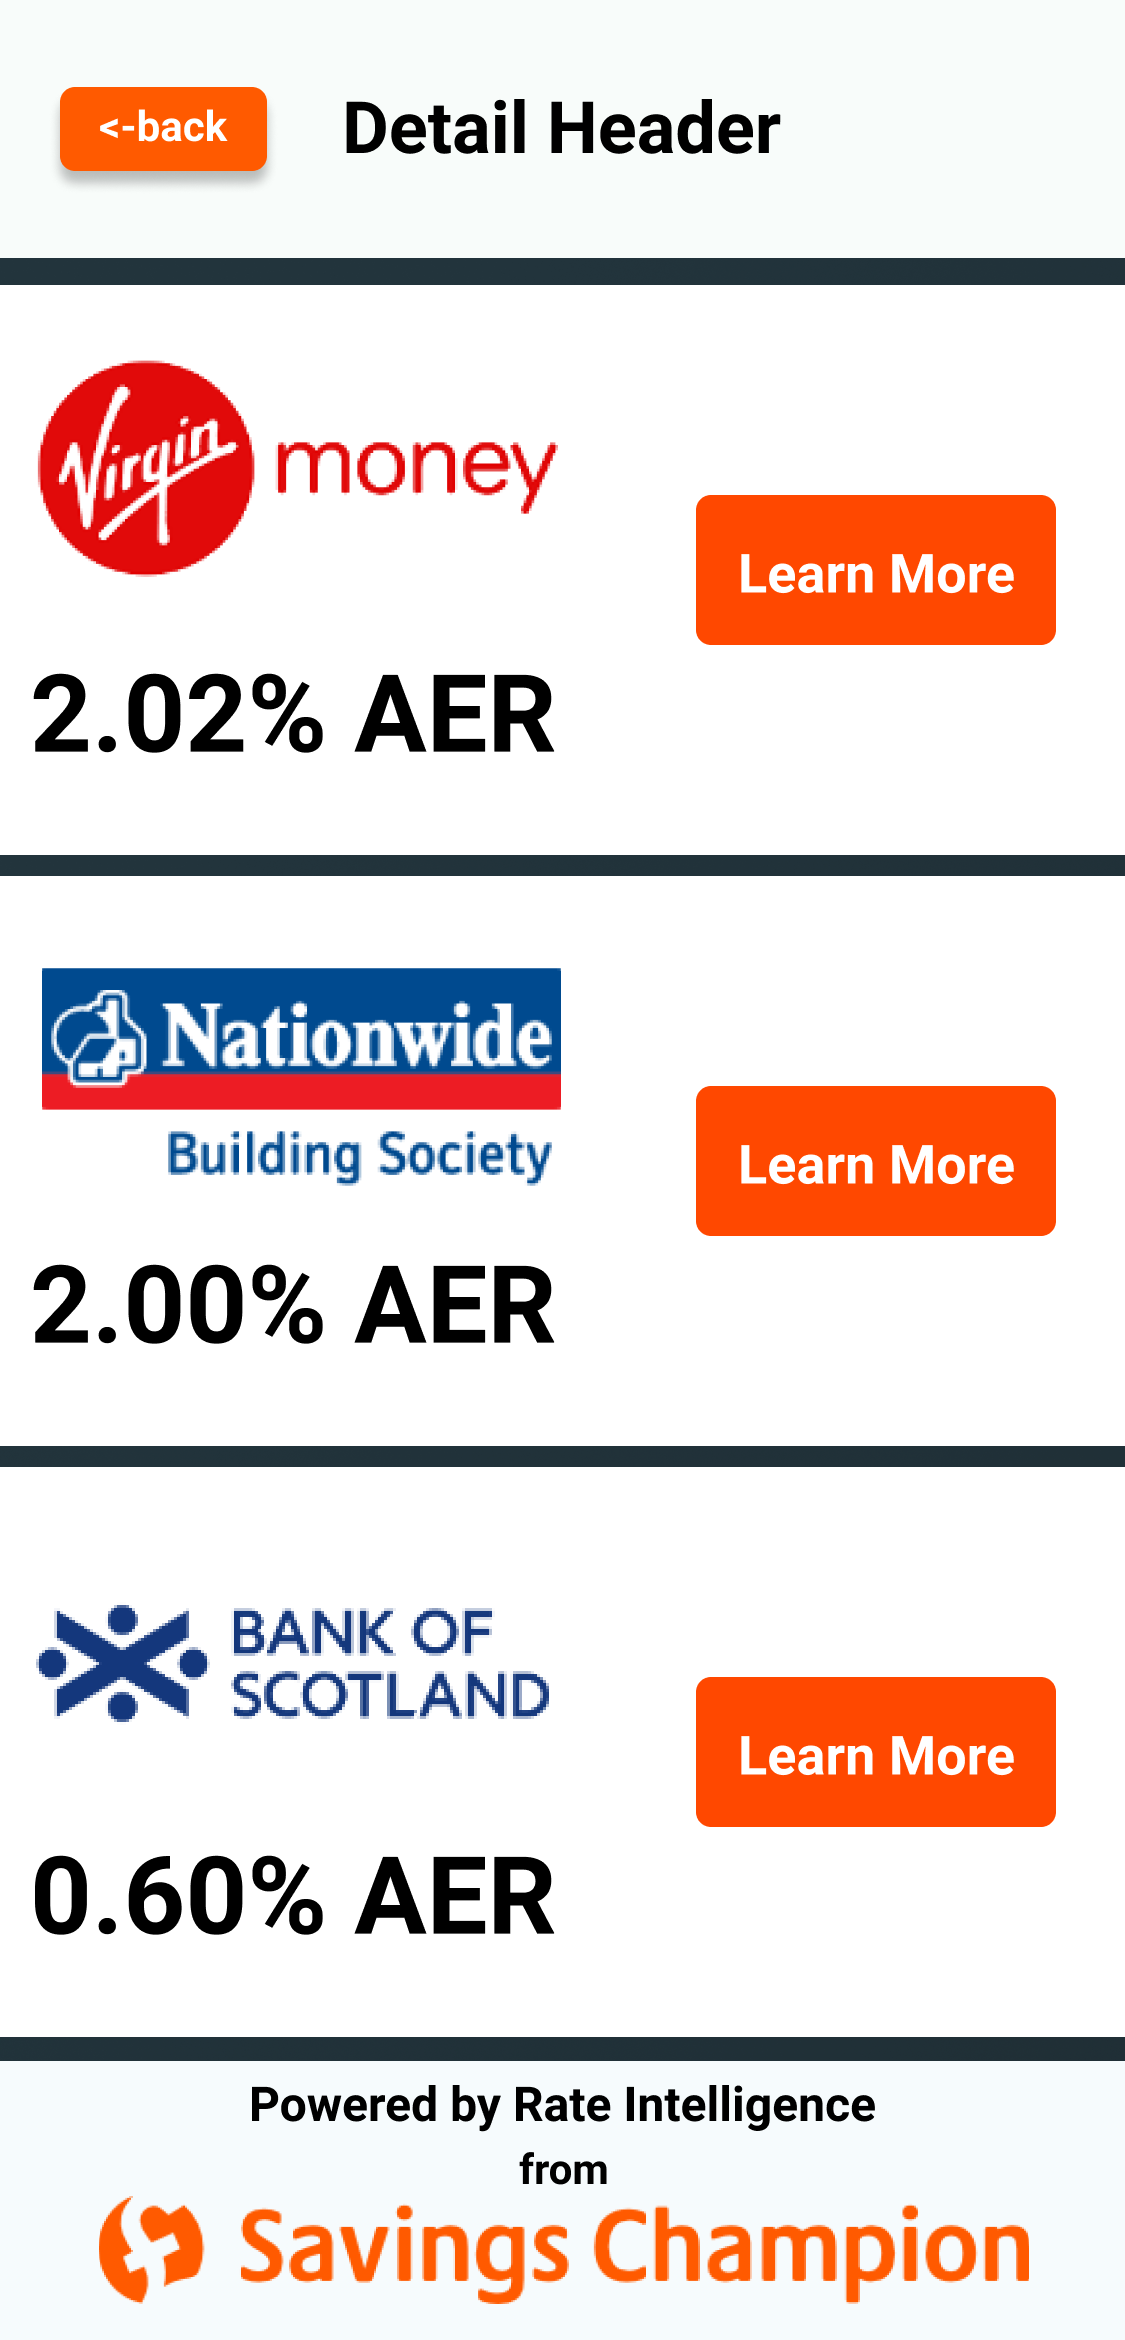 <-back
Detail Header
Virgin money
Learn More
2.02% AER
Nationwide
Building Society
Learn More
2.00% AER
BANK OF
SCOTLAND
Learn More
0.60% AER
Powered by Rate Intelligence
from
Savings Champion